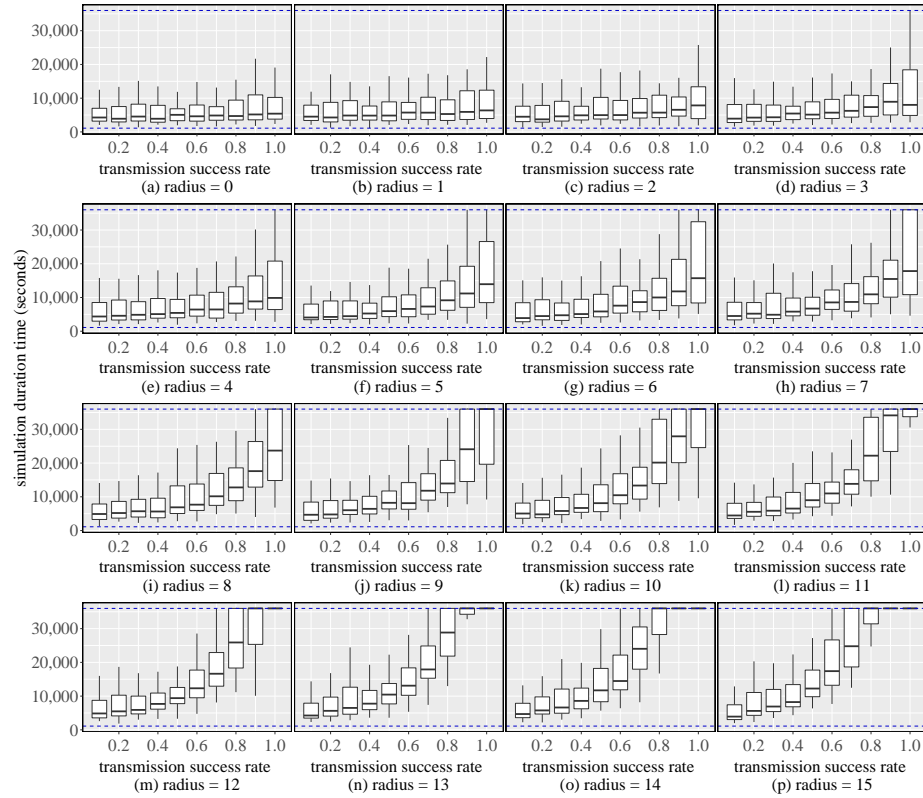 simulation duration time (seconds)
30,000
20,000
10,000
0
0.2 0.4 0.6 0.8 1.0 0.2 0.4 0.6 0.8 1.0 0.2 0.4 0.6 0.8 1.0 0.2 0.4 0.6 0.8 1.0
transmission success rate transmission success rate transmission success rate transmission success rate
(a) radius = 0 (b) radius = 1 (c) radius = 2 (d) radius = 3
30,000
20,000
10,000
0
0.2 0.4 0.6 0.8 1.0 0.2 0.4 0.6 0.8 1.0 0.2 0.4 0.6 0.8 1.0 0.2 0.4 0.6 0.8 1.0
transmission success rate transmission success rate transmission success rate transmission success rate
(e) radius = 4 (f) radius = 5 (g) radius = 6 (h) radius = 7
30,000
20,000
10,000
0
0.2 0.4 0.6 0.8 1.0 0.2 0.4 0.6 0.8 1.0 0.2 0.4 0.6 0.8 1.0 0.2 0.4 0.6 0.8 1.0
transmission success rate transmission success rate transmission success rate transmission success rate
(i) radius = 8 (j) radius = 9 (k) radius = 10 (l) radius = 11
30,000
20,000
10,000
0
0.2 0.4 0.6 0.8 1.0 0.2 0.4 0.6 0.8 1.0 0.2 0.4 0.6 0.8 1.0 0.2 0.4 0.6 0.8 1.0
transmission success rate transmission success rate transmission success rate transmission success rate
(m) radius = 12 (n) radius = 13 (o) radius = 14 (p) radius = 15